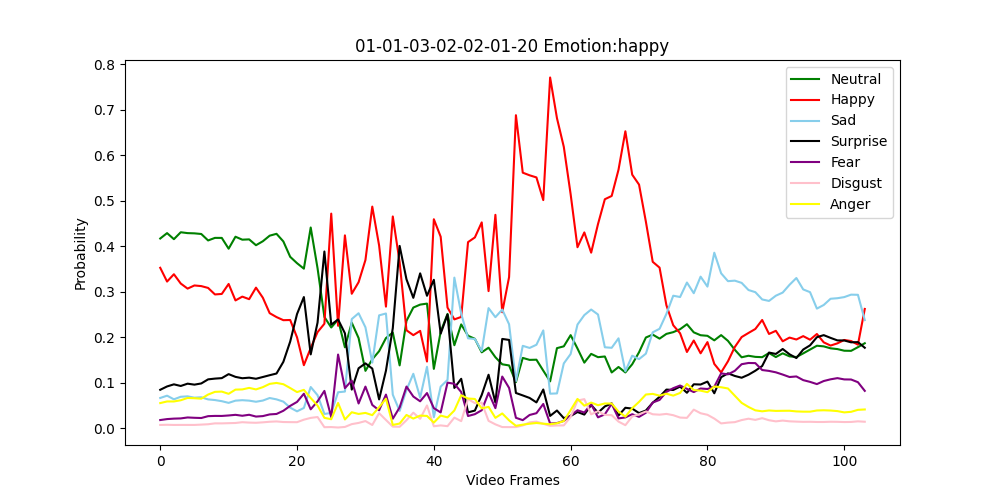 01-01-03-02-02-01-20 Emotion:happy
Probability
0.8
0.7
0.6
0.5
0.4
0.3
0.2
0.1
0.0
Neutral
Happy
Sad
Surprise
Fear
Disgust
Anger
0 20 40 60 80 100
Video Frames